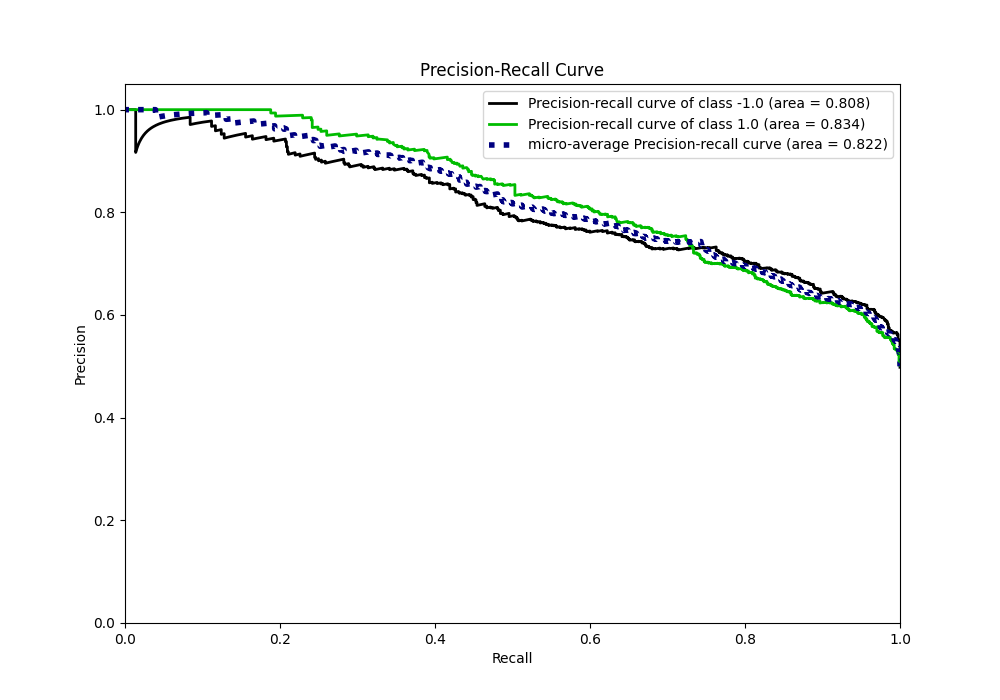 Precision-Recall Curve
Precision-recall curve of class -1.0 (area = 0.808)
Precision-recall curve of class 1.0 (area = 0.834)
micro-average Precision-recall curve (area = 0.822)
1.0
0.8
0.6
0.4
0.2
0.0
Precision
0.0 0.2 0.4 0.6 0.8 1.0
Recall